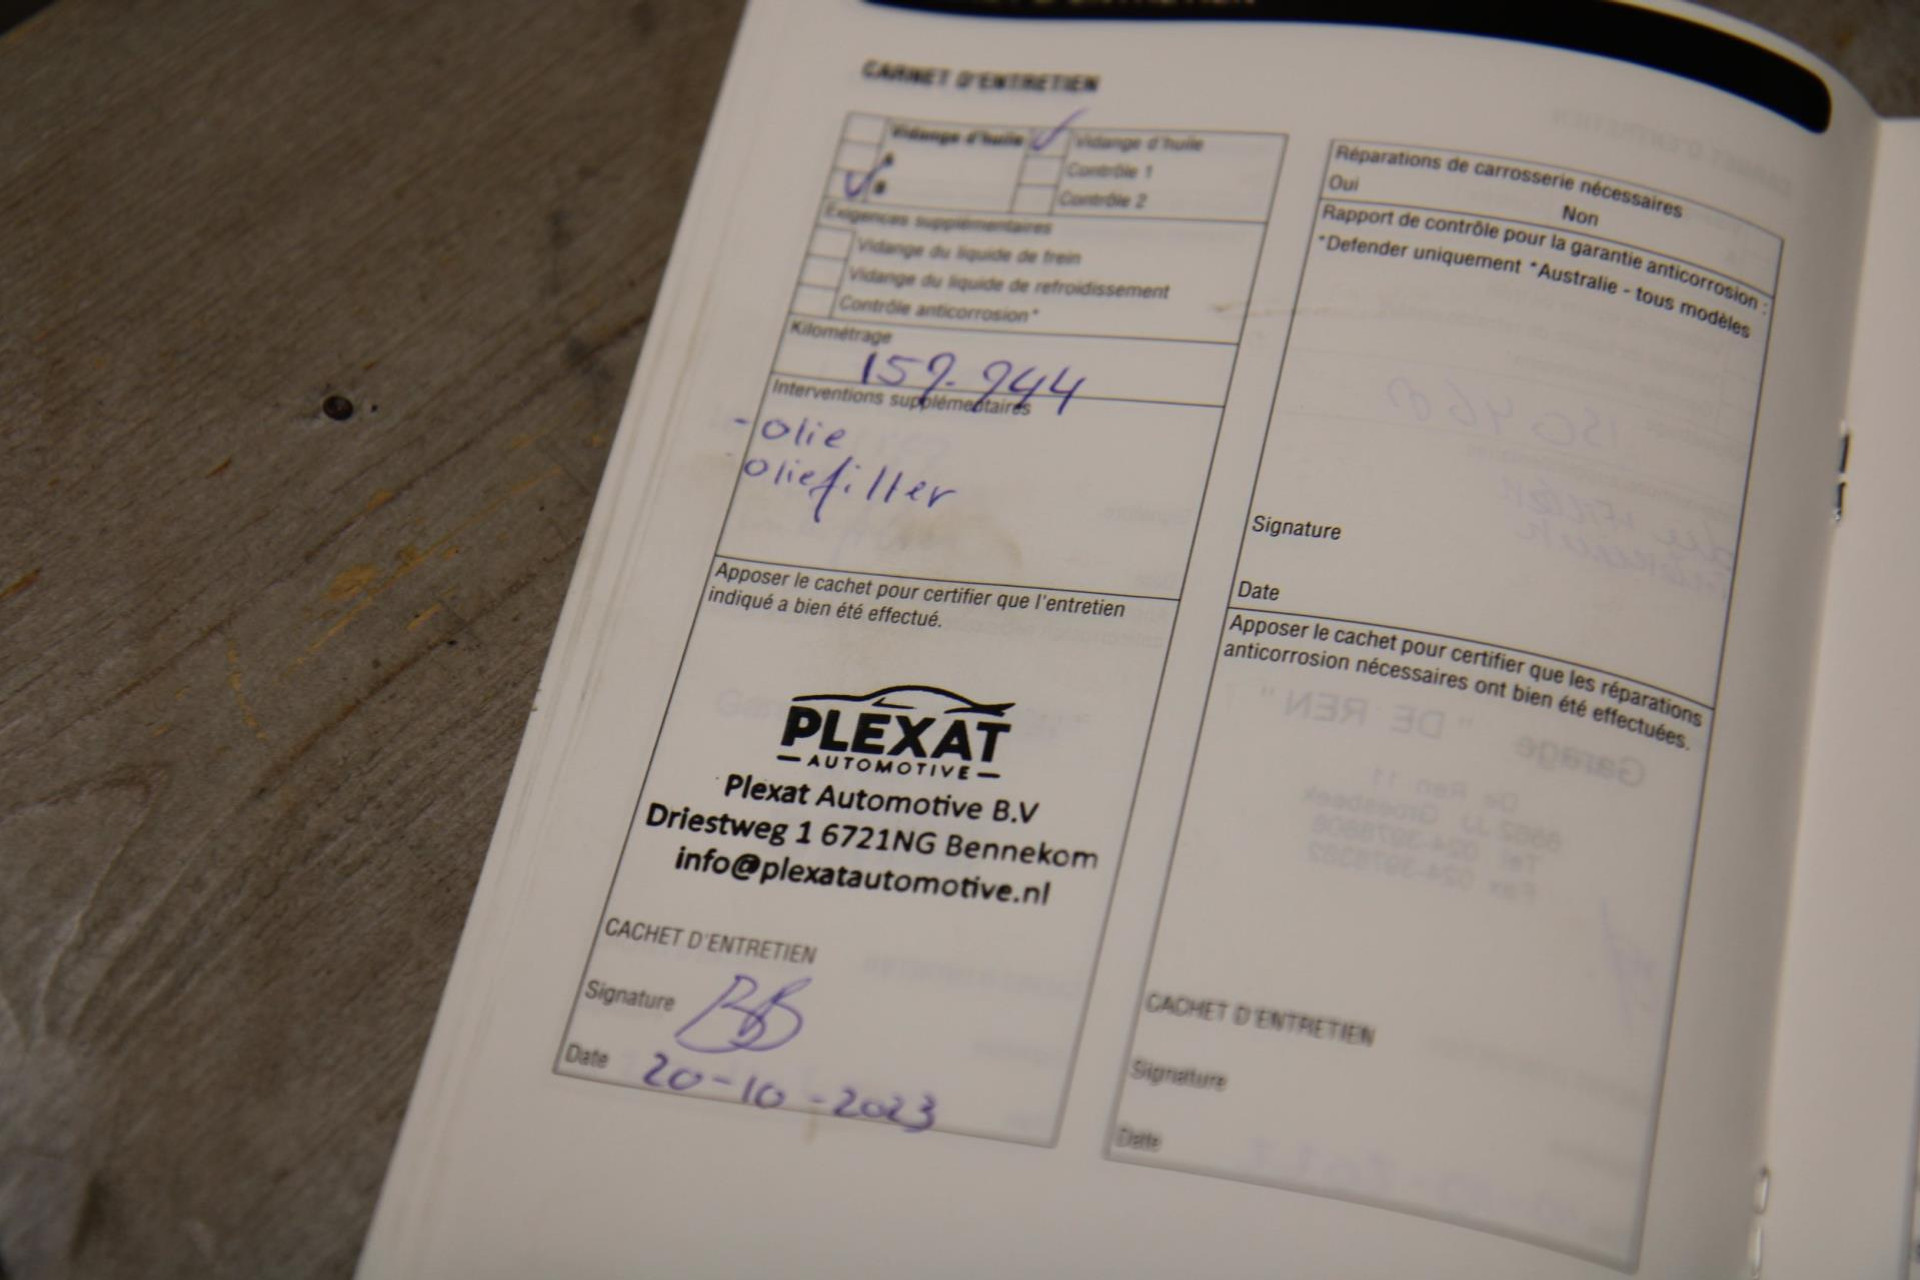 CARNET D'ENTRETIEN
Vidange d'huile
A
B
Vidange d'huile
Contrôle 1
Contrôle 2
Exigences supplémentaires
Vidange du liquide de frein
Vidange du liquide de refroidissement
Contrôle anticorrosion*
Kilométrage
Interventions supplémentaires
- olie
oliefilter
Apposer le cachet pour certifier que l'entretien
indiqué a bien été effectué.
PLEXAT
AUTOMOTIVE
Plexat Automotive B.V
Driestweg 1 6721NG Bennekom
info@plexatautomotive.nl
CACHET D'ENTRETIEN
Signature
Date 20-10-2023
Réparations de carrosserie nécessaires
Oui Non
Rapport de contrôle pour la garantie anticorrosion :
*Defender uniquement *Australie - tous modèles
Signature
Date
Apposer le cachet pour certifier que les réparations
anticorrosion nécessaires ont bien été effectuées.
CACHET D'ENTRETIEN
Signature
Date